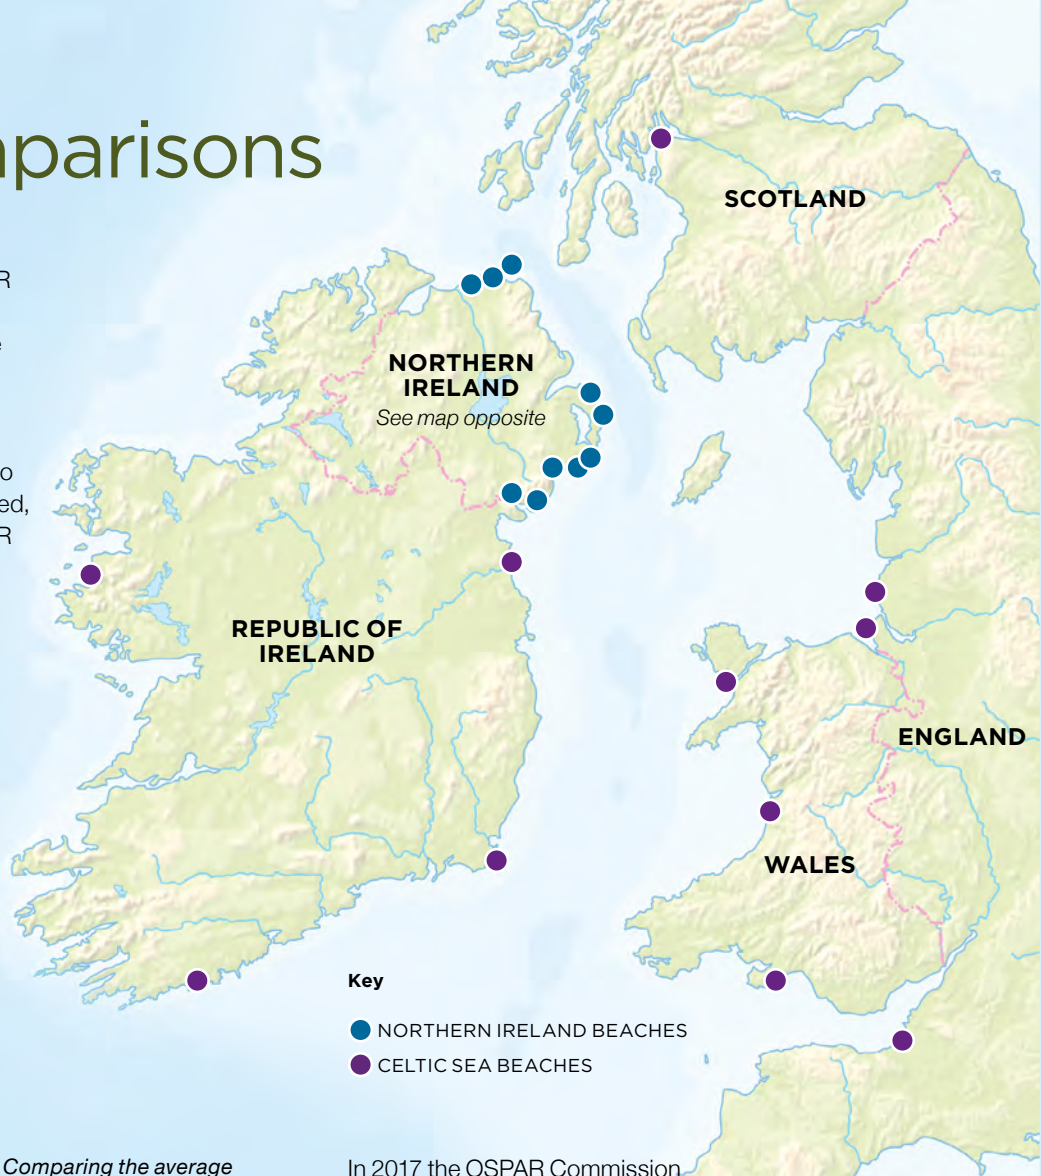 parisons
R
SCOTLAND
NORTHERN
IRELAND
See map opposite
o
ed,
R
REPUBLIC OF
IRELAND
ENGLAND
WALES
Key
NORTHERN IRELAND BEACHES
CELTIC SEA BEACHES
Comparing the average
In 2017 the OSPAR Commission